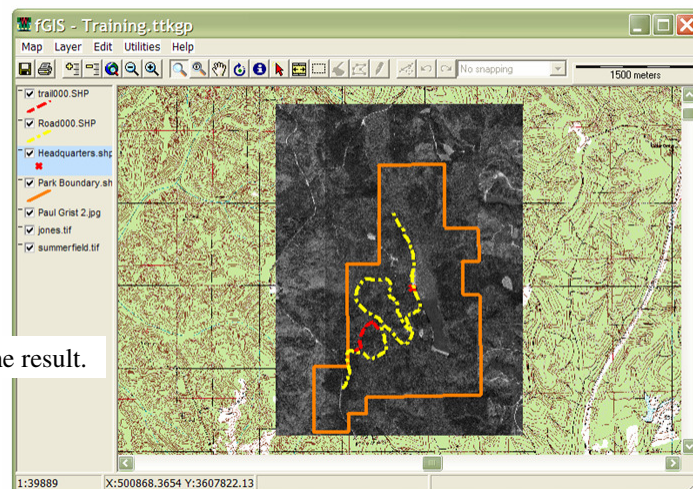 fGIS - Training.ttkgp
Map Layer Edit Utilities Help
No snapping
1500 meters
trail000.SHP
Road000.SHP
Headquarters.shp
Park Boundary.sh
Paul Grist 2.jpg
jones.tif
summerfield.tif
e result.
1:39889 X:500868.3654 Y:3607822.13